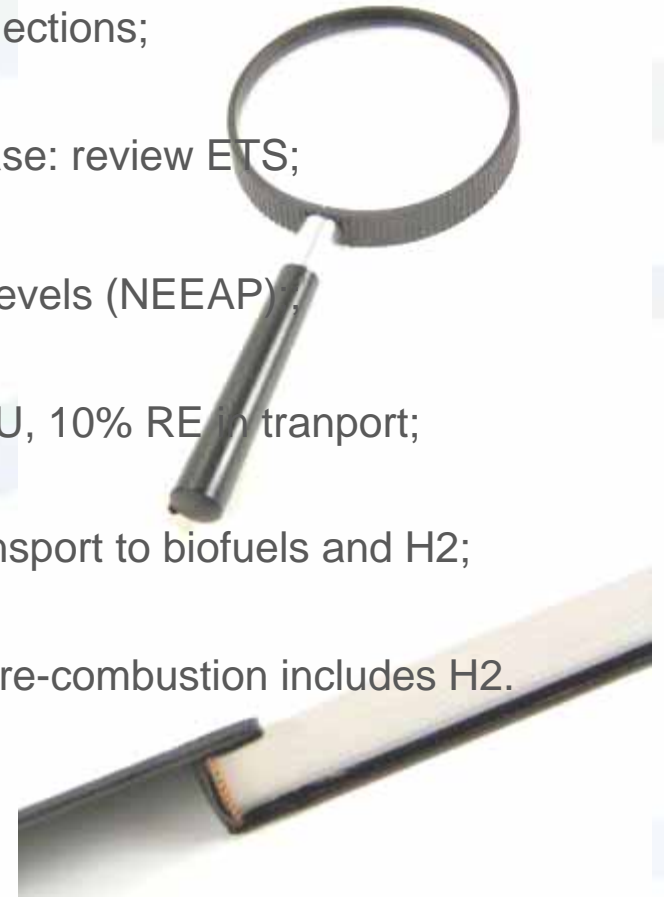 ections;
se: review ETS;
evels (NEEAP);;
U, 10% RE in tranport;
nsport to biofuels and H2;
re-combustion includes H2.